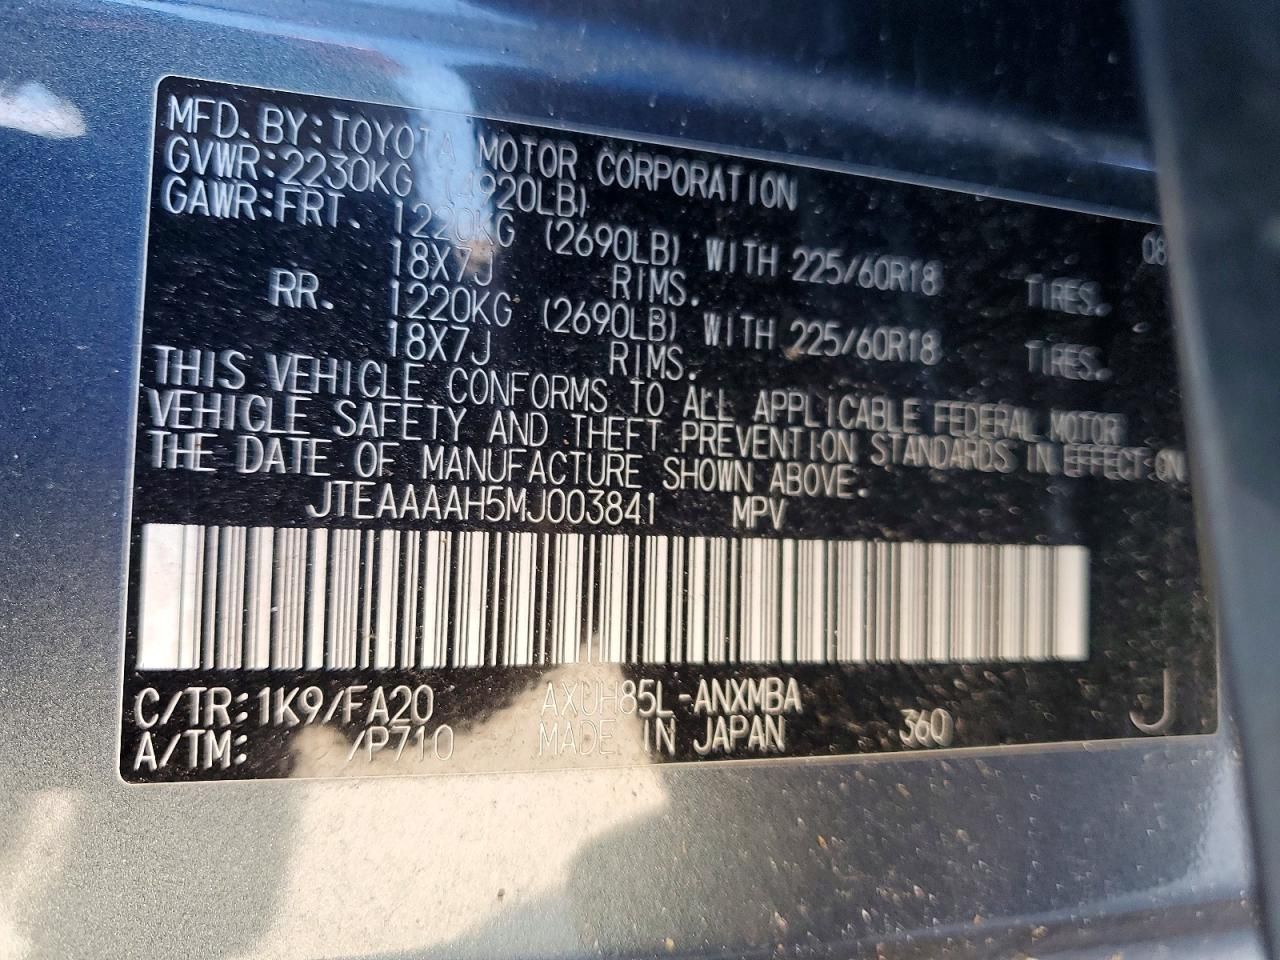 MFD. BY: TOYOTA MOTOR CORPORATION 08
GVWR: 2230KG (4920LB)
GAWR: FRT. 1220KG (2690LB) WITH 225/60R18 TIRES.
18X7J RIMS.
RR. 1220KG (2690LB) WITH 225/60R18 TIRES.
18X7J RIMS.
THIS VEHICLE CONFORMS TO ALL APPLICABLE FEDERAL MOTOR
VEHICLE SAFETY AND THEFT PREVENTION STANDARDS IN EFFECT ON
THE DATE OF MANUFACTURE SHOWN ABOVE.
JTEAAAAH5MJ003841 MPV
C/TR: 1K9/FA20 AXUH85L-ANXMBA
A/TM: /P710 MADE IN JAPAN 360 J